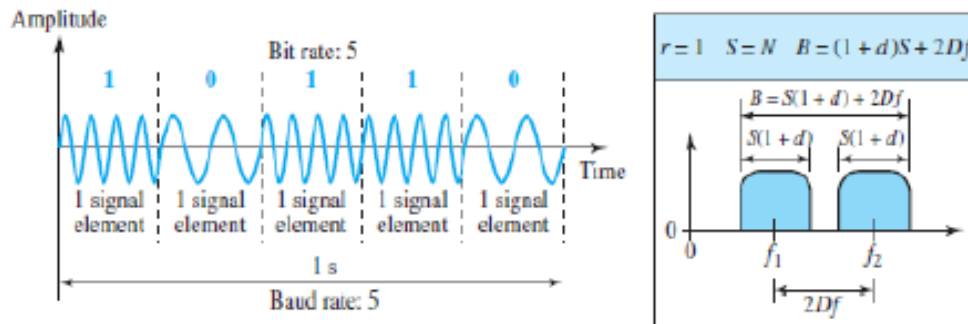 Amplitude
Bit rate: 5
1 0 1 1 0
Time
1 signal element 1 signal element 1 signal element 1 signal element 1 signal element
1 s
Baud rate: 5
r = 1 S = N B = (1 + d)S + 2Df
B = S(1 + d) + 2Df
S(1 + d) S(1 + d)
0
0 f1 f2
2Df